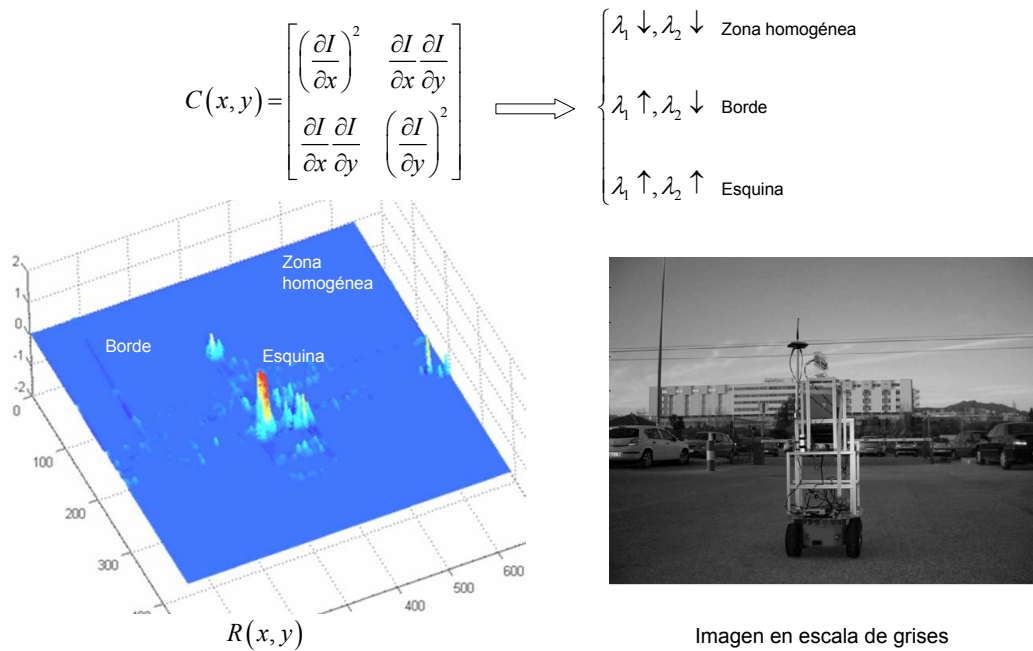 C(x, y) = [ (∂I/∂x)²  ∂I/∂x ∂I/∂y
∂I/∂x ∂I/∂y  (∂I/∂y)² ]
λ₁ ↓, λ₂ ↓ Zona homogénea
λ₁ ↑, λ₂ ↓ Borde
λ₁ ↑, λ₂ ↑ Esquina
2
1
0
-1
-2
0
100
200
300
400
500
600
Zona
homogénea
Borde
Esquina
R(x, y)
Imagen en escala de grises